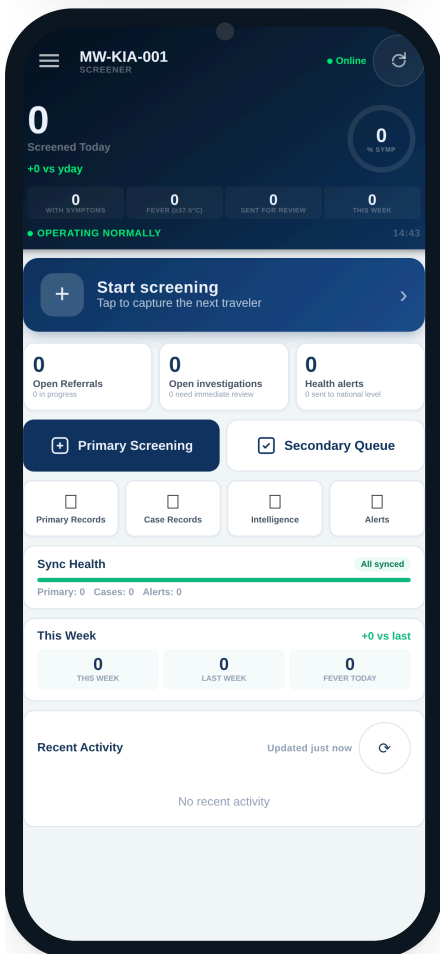 MW-KIA-001
SCREENER
Online
0
Screened Today
+0 vs yday
0
% SYMP
0 0 0 0
WITH SYMPTOMS FEVER (≥37.5°C) SENT FOR REVIEW THIS WEEK
OPERATING NORMALLY 14:43
Start screening
Tap to capture the next traveler
0 0 0
Open Referrals Open investigations Health alerts
0 in progress 0 need immediate review 0 sent to national level
Primary Screening Secondary Queue
Primary Records Case Records Intelligence Alerts
Sync Health All synced
Primary: 0 Cases: 0 Alerts: 0
This Week +0 vs last
0 0 0
THIS WEEK LAST WEEK FEVER TODAY
Recent Activity Updated just now
No recent activity